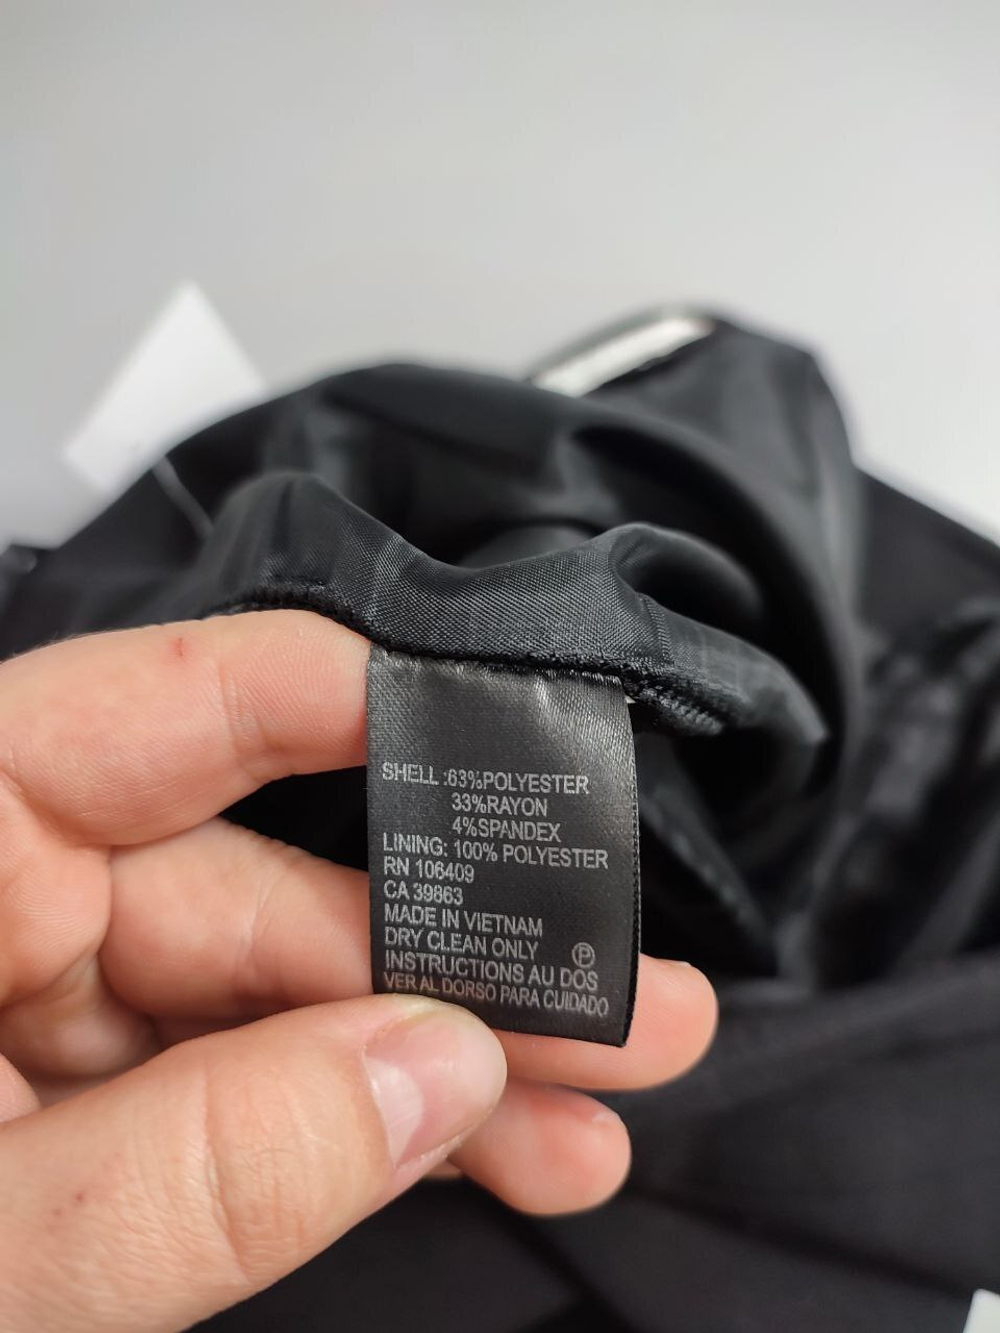 SHELL :63%POLYESTER
33%RAYON
4%SPANDEX
LINING: 100% POLYESTER
RN 106409
CA 39863
MADE IN VIETNAM
DRY CLEAN ONLY Ⓟ
INSTRUCTIONS AU DOS
VER AL DORSO PARA CUIDADO